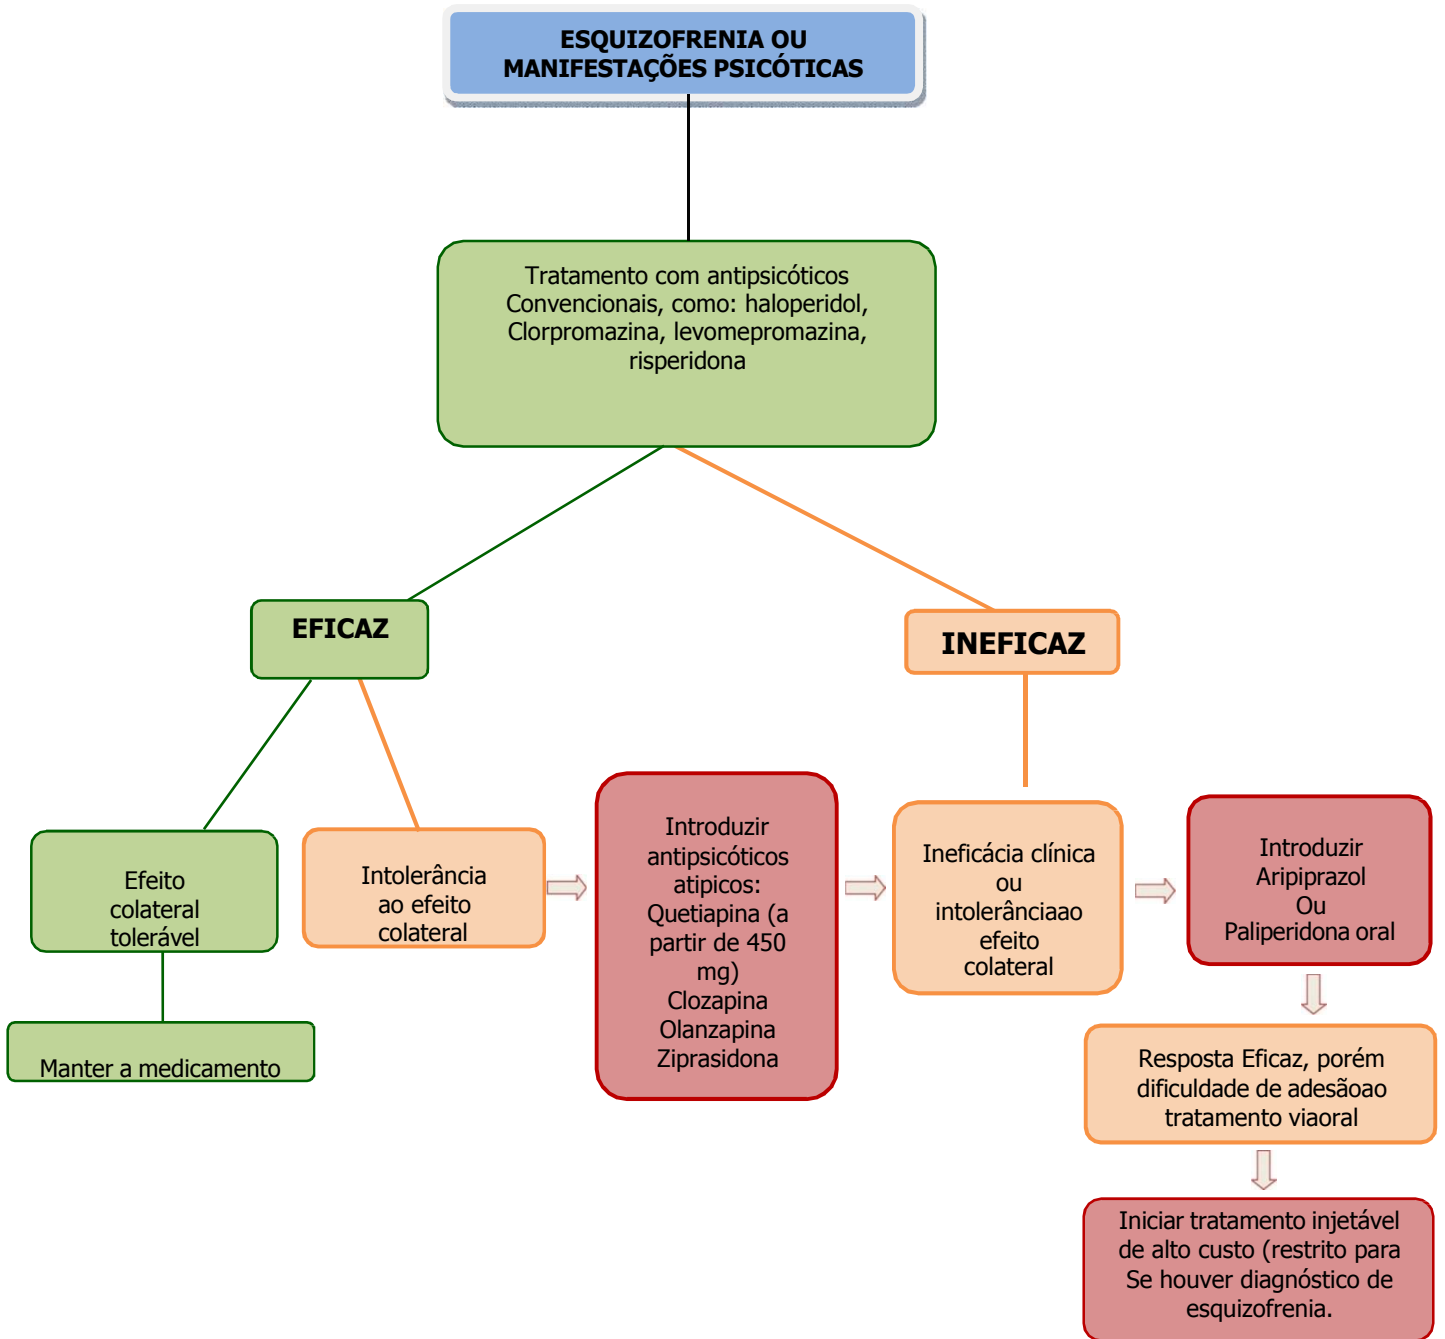 ESQUIZOFRENIA OU
MANIFESTAÇÕES PSICÓTICAS
Tratamento com antipsicóticos
Convencionais, como: haloperidol,
Clorpromazina, levomepromazina,
risperidona
EFICAZ
INEFICAZ
Efeito
colateral
tolerável
Manter a medicamento
Intolerância
ao efeito
colateral
Introduzir
antipsicóticos
atipicos:
Quetiapina (a
partir de 450
mg)
Clozapina
Olanzapina
Ziprasidona
Ineficácia clínica
ou
intolerânciaao
efeito
colateral
Introduzir
Aripiprazol
Ou
Paliperidona oral
Resposta Eficaz, porém
dificuldade de adesãoao
tratamento viaoral
Iniciar tratamento injetável
de alto custo (restrito para
Se houver diagnóstico de
esquizofrenia.